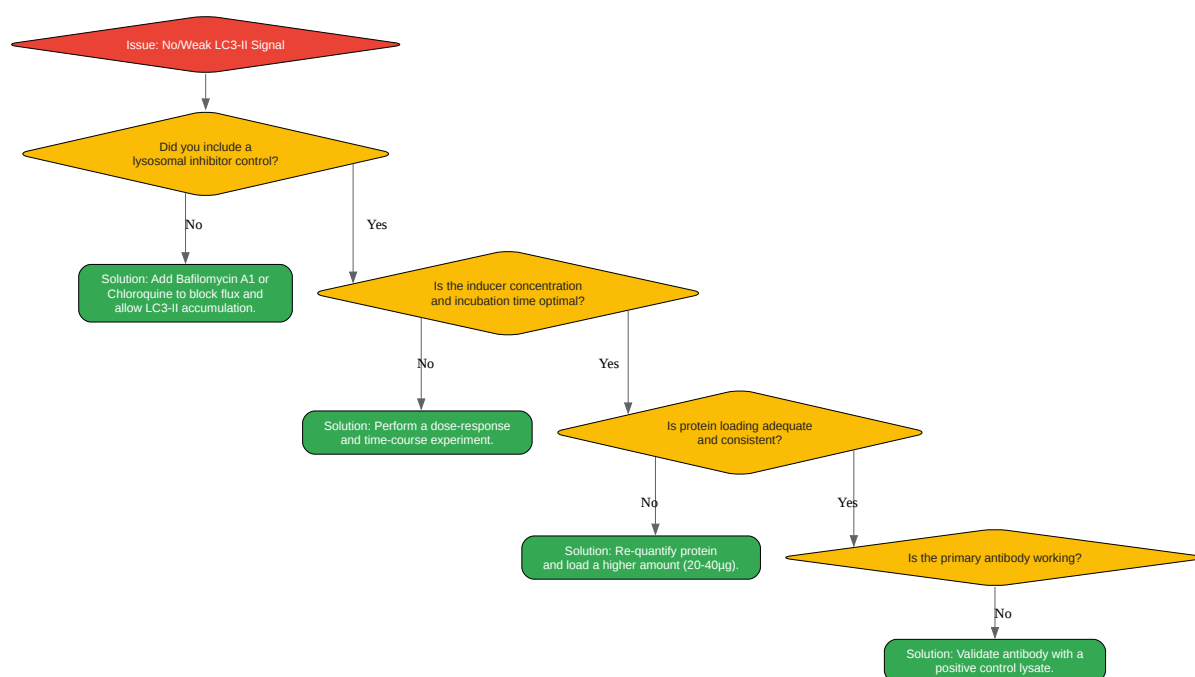 Issue: No/Weak LC3-II Signal
Did you include a
lysosomal inhibitor control?
No
Yes
Solution: Add Bafilomycin A1 or
Chloroquine to block flux and
allow LC3-II accumulation.
Is the inducer concentration
and incubation time optimal?
No
Yes
Solution: Perform a dose-response
and time-course experiment.
Is protein loading adequate
and consistent?
No
Yes
Solution: Re-quantify protein
and load a higher amount (20-40µg).
Is the primary antibody working?
No
Solution: Validate antibody with a
positive control lysate.